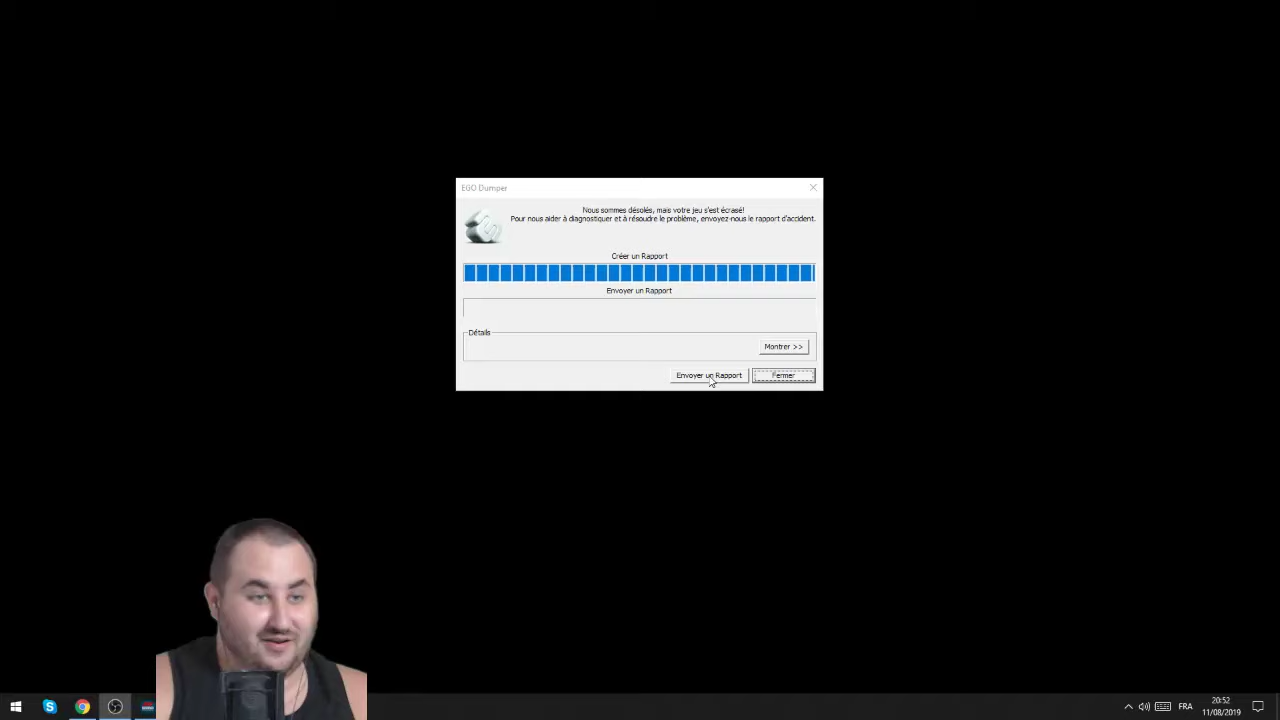 EGO Dumper
Nous sommes désolés, mais votre jeu s'est écrasé!
Pour nous aider à diagnostiquer et à résoudre le problème, envoyez-nous le rapport d'accident.
Créer un Rapport
Envoyer un Rapport
Détails
Montrer >>
Envoyer un Rapport
Fermer
FRA
20:52
11/08/2019